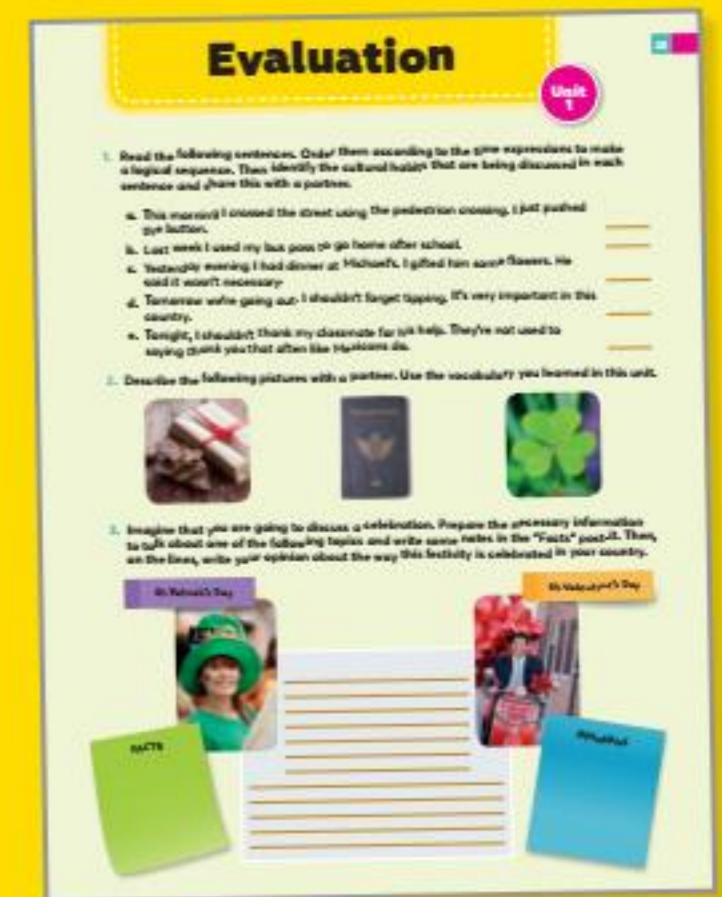 Evaluation
Unit
1
1. Read the following sentences. Order them according to the time expressions to make
a logical sequence. Then identify the cultural habits that are being discussed in each
sentence and share this with a partner.
a. This morning I crossed the street using the pedestrian crossing. I just pushed
the button.
b. Last week I used my bus pass to go home after school.
c. Yesterday evening I had dinner at Michael's. I gifted him some flowers. He
said it wasn't necessary.
d. Tomorrow we're going out. I shouldn't forget tipping. It's very important in this
country.
e. Tonight, I shouldn't thank my classmate for his help. They're not used to
saying thank you that often like Mexicans do.
2. Describe the following pictures with a partner. Use the vocabulary you learned in this unit.
3. Imagine that you are going to discuss a celebration. Prepare the necessary information
to talk about one of the following topics and write some notes in the "Facts" post-it. Then,
on the lines, write your opinion about the way this festivity is celebrated in your country.
St. Patrick's Day
St. Valentine's Day
FACTS